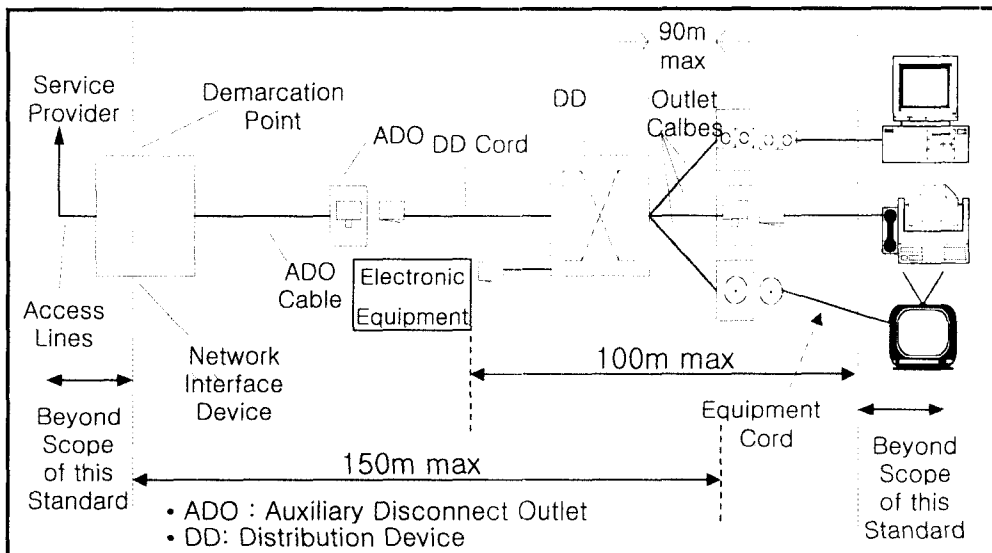 90m
max
Service
Provider
Demarcation
Point
ADO
DD Cord
DD
Outlet
Calbes
ADO
Cable
Electronic
Equipment
Access
Lines
Network
Interface
Device
100m max
Equipment
Cord
Beyond
Scope
of this
Standard
Beyond
Scope
of this
Standard
150m max
• ADO : Auxiliary Disconnect Outlet
• DD: Distribution Device